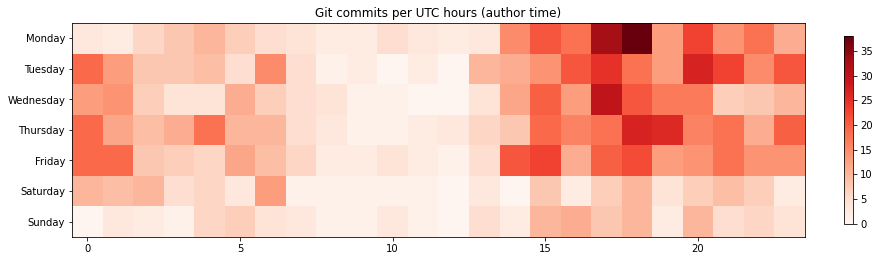 Git commits per UTC hours (author time)
Monday
Tuesday
Wednesday
Thursday
Friday
Saturday
Sunday
0 5 10 15 20
35
30
25
20
15
10
5
0